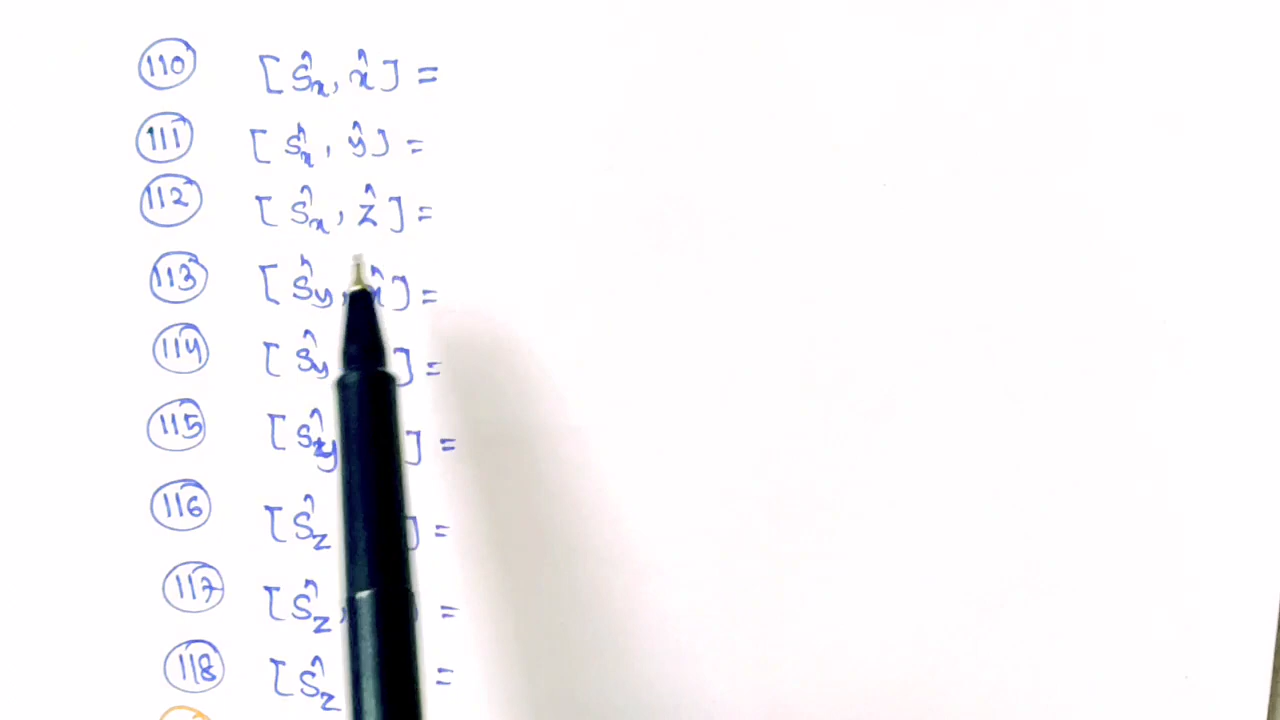 110 [Ŝx, x̂] =
111 [Ŝx, ŷ] =
112 [Ŝx, ẑ] =
113 [Ŝy, x̂] =
114 [Ŝy ] =
115 [Ŝy ] =
116 [Ŝz ] =
117 [Ŝz, =
118 [Ŝz =